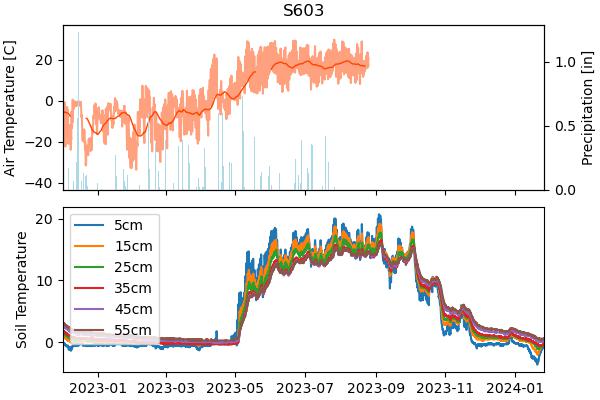 S603
Air Temperature [C]
20
0
−20
−40
Precipitation [in]
1.0
0.5
0.0
Soil Temperature
20
10
0
5cm
15cm
25cm
35cm
45cm
55cm
2023-01 2023-03 2023-05 2023-07 2023-09 2023-11 2024-01